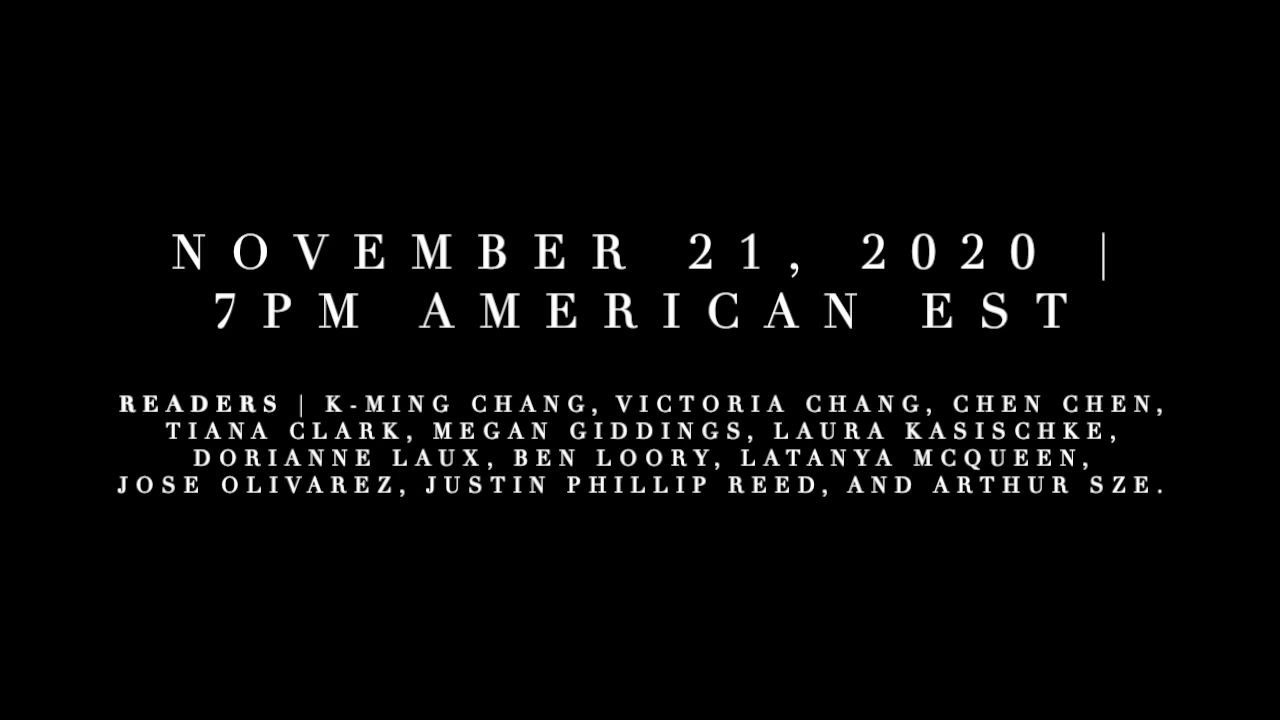 NOVEMBER 21, 2020 |
7PM AMERICAN EST
READERS | K-MING CHANG, VICTORIA CHANG, CHEN CHEN,
TIANA CLARK, MEGAN GIDDINGS, LAURA KASISCHKE,
DORIANNE LAUX, BEN LOORY, LATANYA MCQUEEN,
JOSE OLIVAREZ, JUSTIN PHILLIP REED, AND ARTHUR SZE.